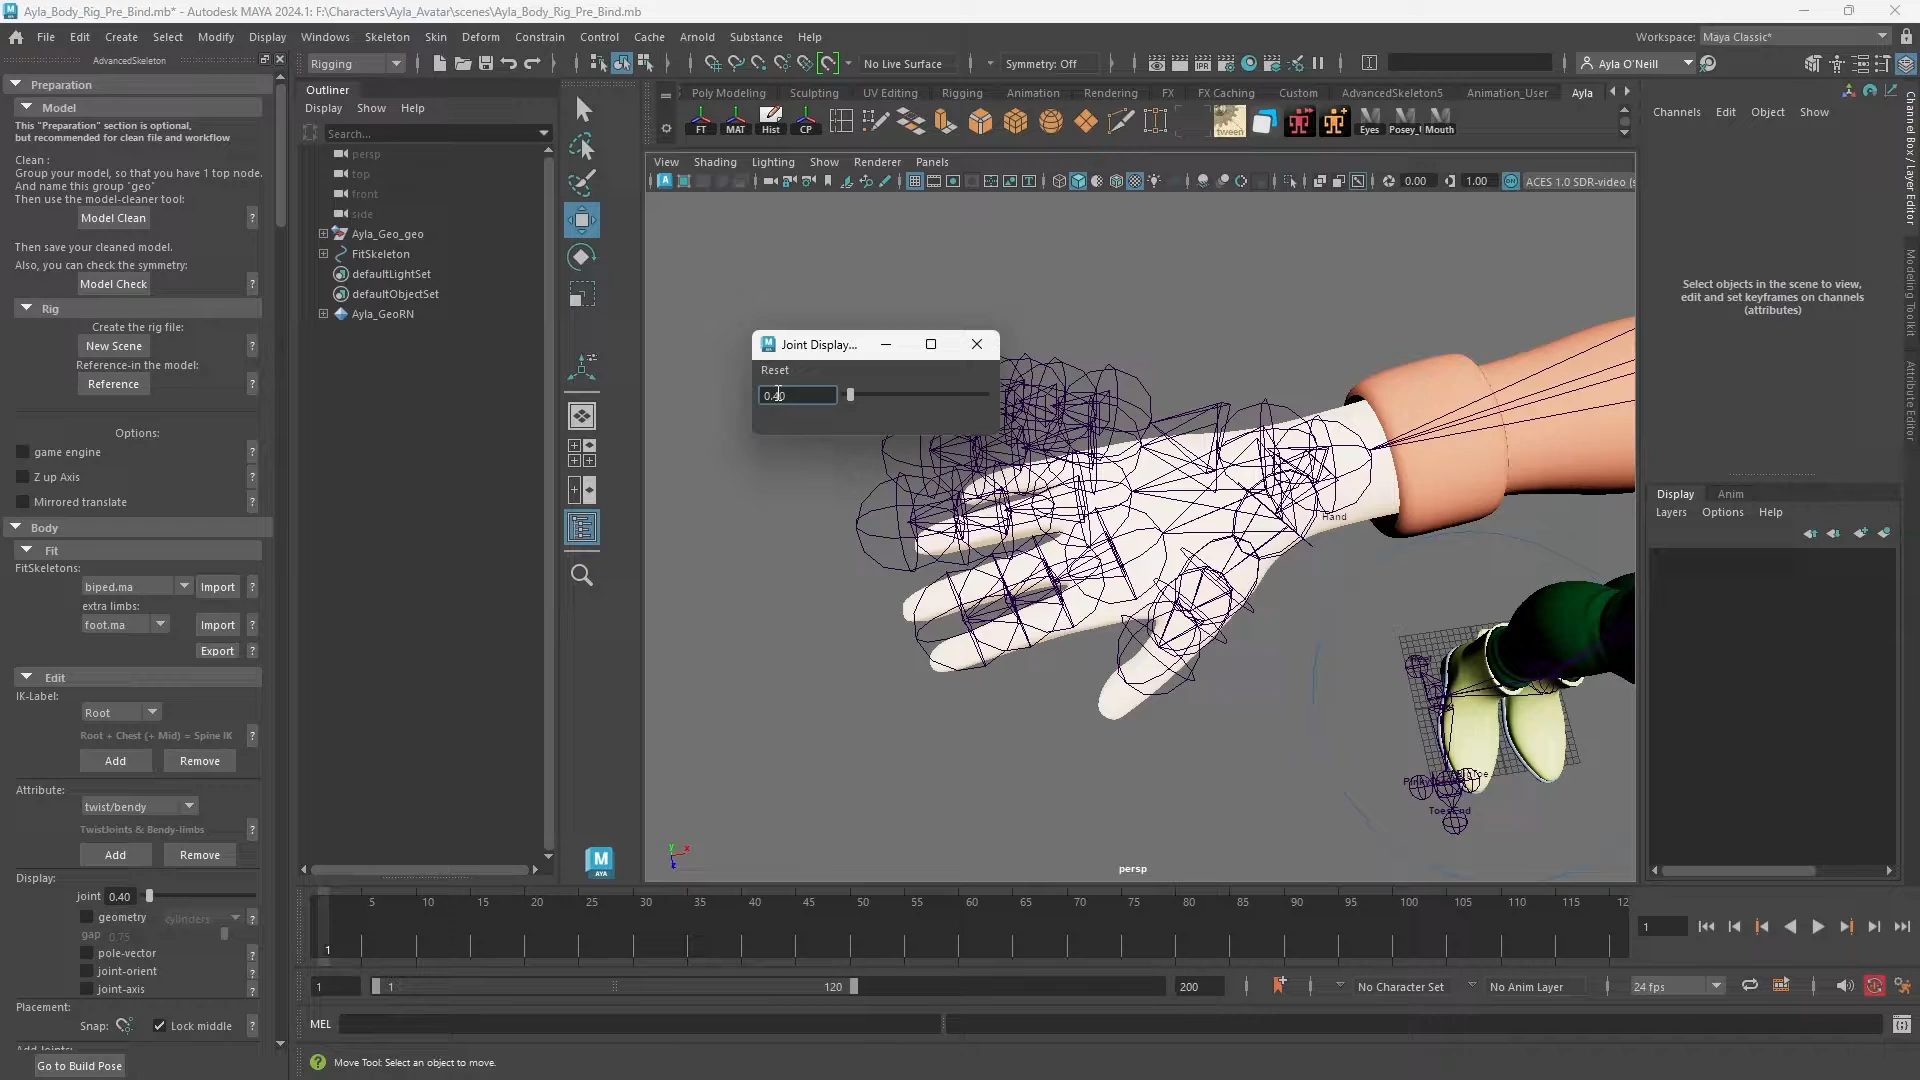 Ayla_Body_Rig_Pre_Bind.mb* - Autodesk MAYA 2024.1: F:\Characters\Ayla_Avatar\scenes\Ayla_Body_Rig_Pre_Bind.mb
File Edit Create Select Modify Display Windows Skeleton Skin Deform Constrain Control Cache Arnold Substance Help
Workspace: Maya Classic*
AdvancedSkeleton
Rigging
No Live Surface
Symmetry: Off
Ayla O'Neill
Preparation
Model
This "Preparation" section is optional,
but recommended for clean file and workflow
Clean :
Group your model, so that you have 1 top node.
And name this group "geo"
Then use the model-cleaner tool:
Model Clean ?
Then save your cleaned model.
Also, you can check the symmetry:
Model Check ?
Rig
Create the rig file:
New Scene ?
Reference-in the model:
Reference ?
Options:
game engine ?
Z up Axis ?
Mirrored translate ?
Body
Fit
FitSkeletons:
biped.ma Import ?
extra limbs:
foot.ma Import ?
Export ?
Edit
IK-Label:
Root
Root + Chest (+ Mid) = Spine IK ?
Add Remove
Attribute:
twist/bendy
TwistJoints & Bendy-limbs ?
Add Remove
Display:
joint 0.40
geometry cylinders ?
gap 0.75
pole-vector ?
joint-orient ?
joint-axis ?
Placement:
Snap: Lock middle ?
Add Joints:
Go to Build Pose
Outliner
Display Show Help
Search...
persp
top
front
side
Ayla_Geo_geo
FitSkeleton
defaultLightSet
defaultObjectSet
Ayla_GeoRN
M
AYA
Poly Modeling Sculpting UV Editing Rigging Animation Rendering FX FX Caching Custom AdvancedSkeleton5 Animation_User Ayla
FT MAT Hist CP tween Eyes Posey_ Mouth
View Shading Lighting Show Renderer Panels
0.00 1.00 ACES 1.0 SDR-video (s
Joint Display...
Reset
0.40
Hand
ToesEnd
y x z
persp
Channels Edit Object Show
Select objects in the scene to view,
edit and set keyframes on channels
(attributes)
Display Anim
Layers Options Help
Channel Box / Layer Editor
Modeling Toolkit
Attribute Editor
5 10 15 20 25 30 35 40 45 50 55 60 65 70 75 80 85 90 95 100 105 110 115 12
1
1
1 1 120 200
No Character Set
No Anim Layer
24 fps
MEL
Move Tool: Select an object to move.